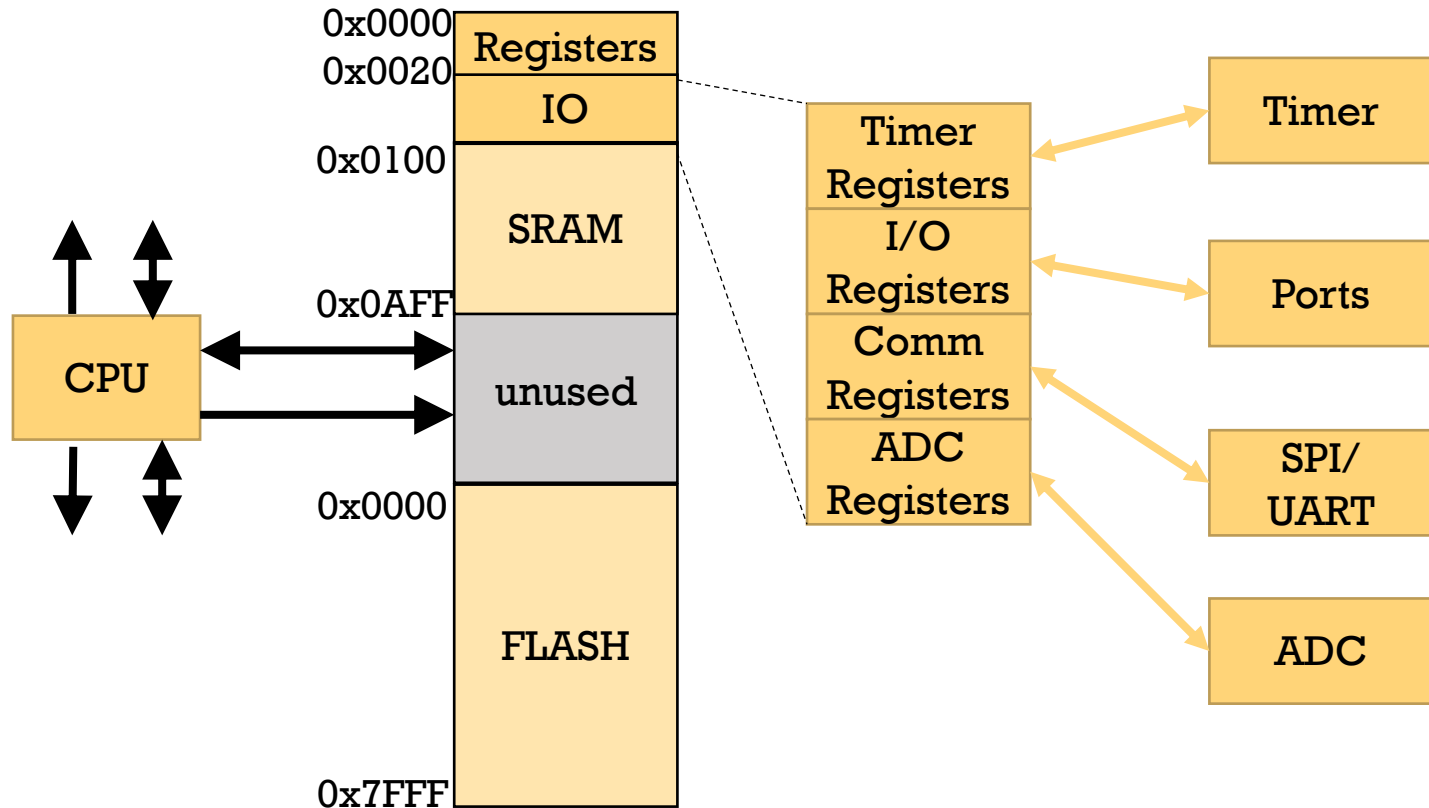 0x0000
Registers
0x0020
IO
0x0100
SRAM
0x0AFF
unused
0x0000
FLASH
0x7FFF
CPU
Timer
Registers
I/O
Registers
Comm
Registers
ADC
Registers
Timer
Ports
SPI/
UART
ADC